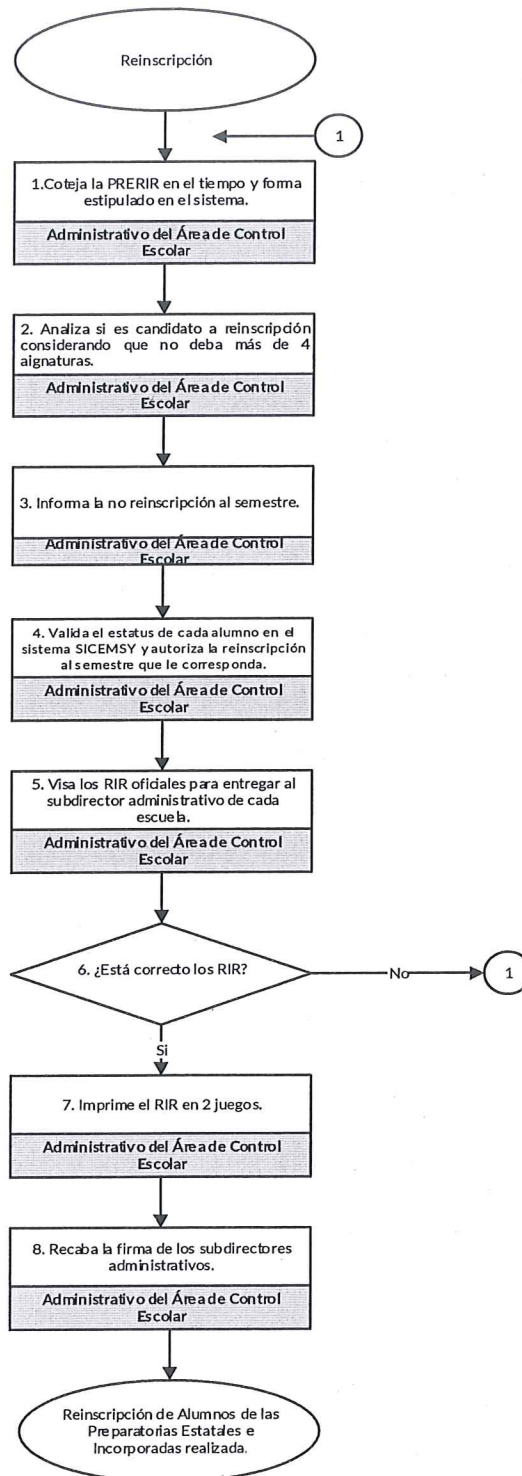 Reinscripción
1
1.Coteja la PRERIR en el tiempo y forma
estipulado en el sistema.
Administrativo del Área de Control
Escolar
2. Analiza si es candidato a reinscripción
considerando que no deba más de 4
aignaturas.
Administrativo del Área de Control
Escolar
3. Informa la no reinscripción al semestre.
Administrativo del Área de Control
Escolar
4. Valida el estatus de cada alumno en el
sistema SICEMSY y autoriza la reinscripción
al semestre que le corresponda.
Administrativo del Área de Control
Escolar
5. Visa los RIR oficiales para entregar al
subdirector administrativo de cada
escuela.
Administrativo del Área de Control
Escolar
6. ¿Está correcto los RIR?
No
1
Si
7. Imprime el RIR en 2 juegos.
Administrativo del Área de Control
Escolar
8. Recaba la firma de los subdirectores
administrativos.
Administrativo del Área de Control
Escolar
Reinscripción de Alumnos de las
Preparatorias Estatales e
Incorporadas realizada.